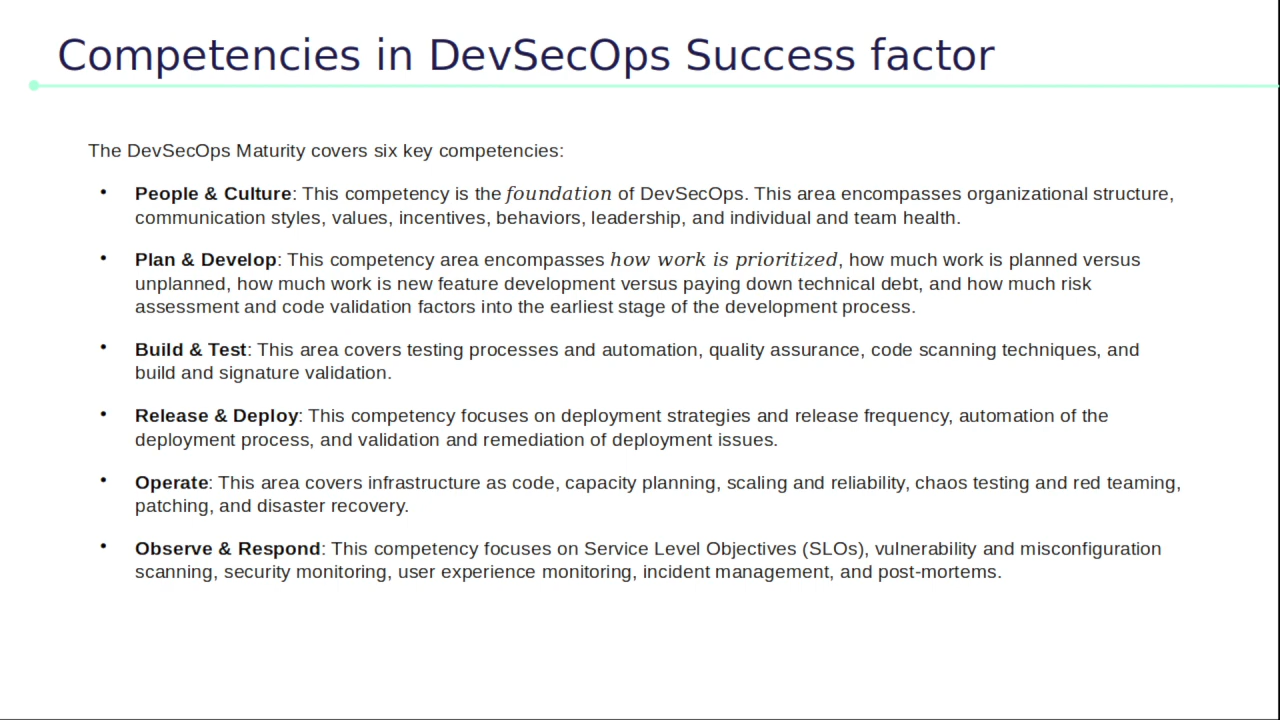 Competencies in DevSecOps Success factor
The DevSecOps Maturity covers six key competencies:
• People & Culture: This competency is the foundation of DevSecOps. This area encompasses organizational structure,
communication styles, values, incentives, behaviors, leadership, and individual and team health.
• Plan & Develop: This competency area encompasses how work is prioritized, how much work is planned versus
unplanned, how much work is new feature development versus paying down technical debt, and how much risk
assessment and code validation factors into the earliest stage of the development process.
• Build & Test: This area covers testing processes and automation, quality assurance, code scanning techniques, and
build and signature validation.
• Release & Deploy: This competency focuses on deployment strategies and release frequency, automation of the
deployment process, and validation and remediation of deployment issues.
• Operate: This area covers infrastructure as code, capacity planning, scaling and reliability, chaos testing and red teaming,
patching, and disaster recovery.
• Observe & Respond: This competency focuses on Service Level Objectives (SLOs), vulnerability and misconfiguration
scanning, security monitoring, user experience monitoring, incident management, and post-mortems.